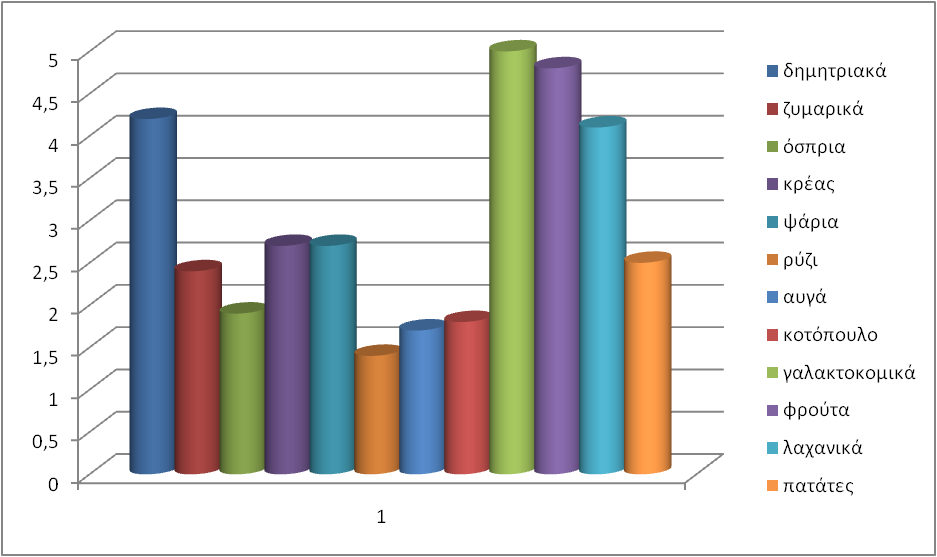 5
4,5
4
3,5
3
2,5
2
1,5
1
0,5
0
1
δημητριακά
ζυμαρικά
όσπρια
κρέας
ψάρια
ρύζι
αυγά
κοτόπουλο
γαλακτοκομικά
φρούτα
λαχανικά
πατάτες